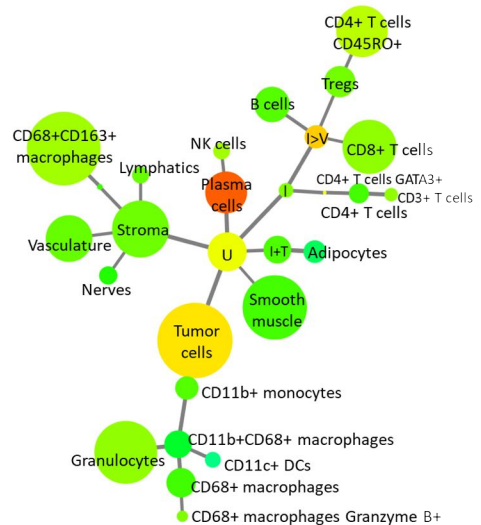 CD4+ T cells
CD45RO+
Tregs
B cells
I>V
NK cells
CD8+ T cells
CD68+CD163+
macrophages
Lymphatics
Plasma
cells
I
CD4+ T cells GATA3+
CD3+ T cells
CD4+ T cells
Stroma
Vasculature
U
I+T
Adipocytes
Nerves
Smooth
muscle
Tumor
cells
CD11b+ monocytes
CD11b+CD68+ macrophages
Granulocytes
CD11c+ DCs
CD68+ macrophages
CD68+ macrophages Granzyme B+